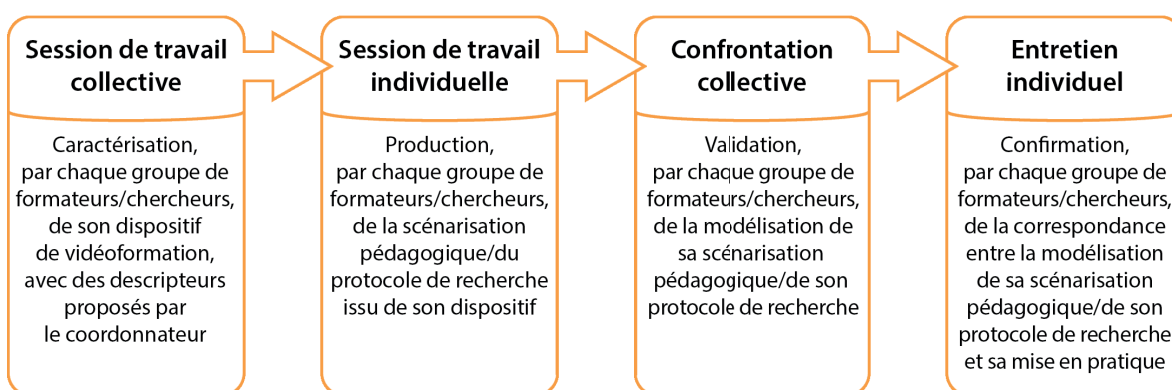 Session de travail
collective
Caractérisation,
par chaque groupe de
formateurs/chercheurs,
de son dispositif
de vidéoformation,
avec des descripteurs
proposés par
le coordonnateur
Session de travail
individuelle
Production,
par chaque groupe de
formateurs/chercheurs,
de la scénarisation
pédagogique/du
protocole de recherche
issu de son dispositif
Confrontation
collective
Validation,
par chaque groupe de
formateurs/chercheurs,
de la modélisation de
sa scénarisation
pédagogique/de son
protocole de recherche
Entretien
individuel
Confirmation,
par chaque groupe de
formateurs/chercheurs,
de la correspondance
entre la modélisation
de sa scénarisation
pédagogique/de son
protocole de recherche
et sa mise en pratique